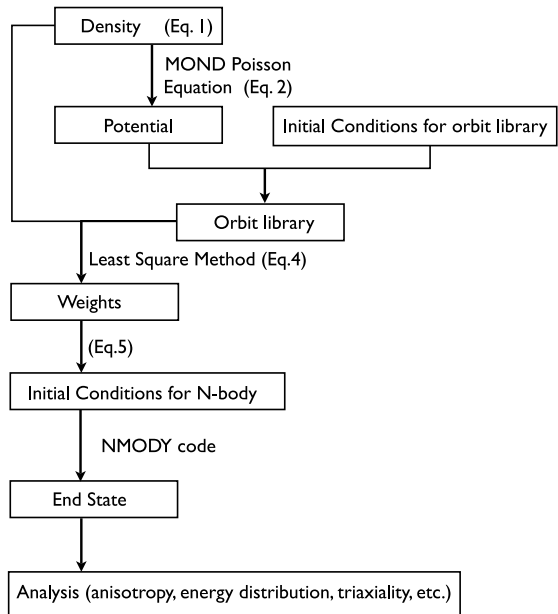 Density (Eq. 1)
MOND Poisson
Equation (Eq. 2)
Potential
Initial Conditions for orbit library
Orbit library
Least Square Method (Eq.4)
Weights
(Eq.5)
Initial Conditions for N-body
NMODY code
End State
Analysis (anisotropy, energy distribution, triaxiality, etc.)